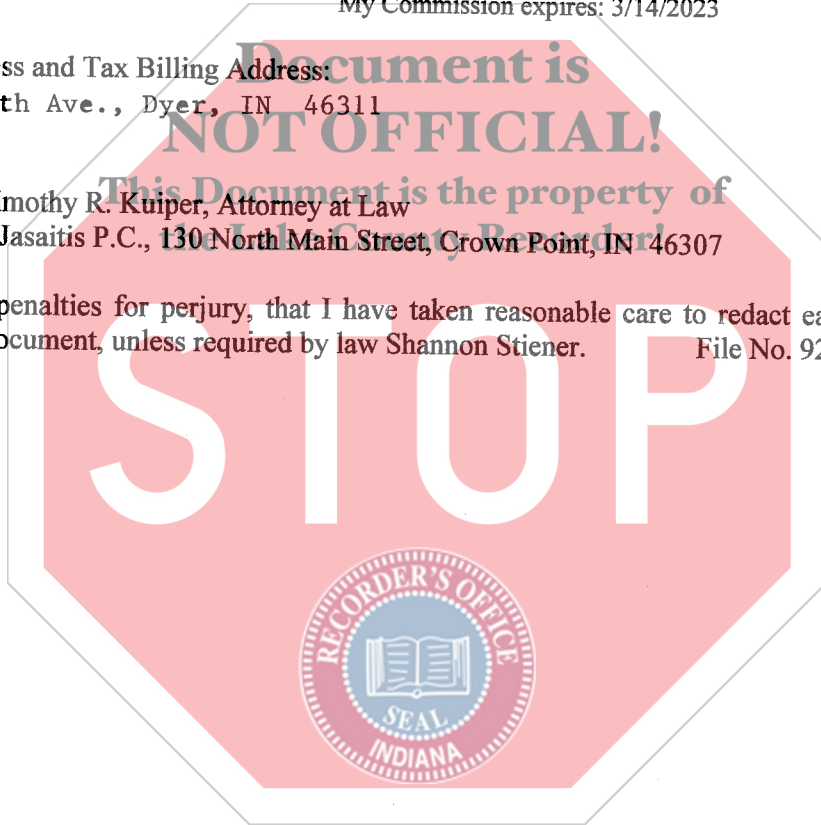 My Commission expires: 3/14/2023
ss and Tax Billing Address:
th Ave., Dyer, IN 46311
Document is
NOT OFFICIAL!
This Document is the property of
the Lake County Recorder!
imothy R. Kuiper, Attorney at Law
Jasaitis P.C., 130 North Main Street, Crown Point, IN 46307
penalties for perjury, that I have taken reasonable care to redact ea
ocument, unless required by law Shannon Stiener. File No. 92
STOP
RECORDER'S OFFICE
SEAL
INDIANA